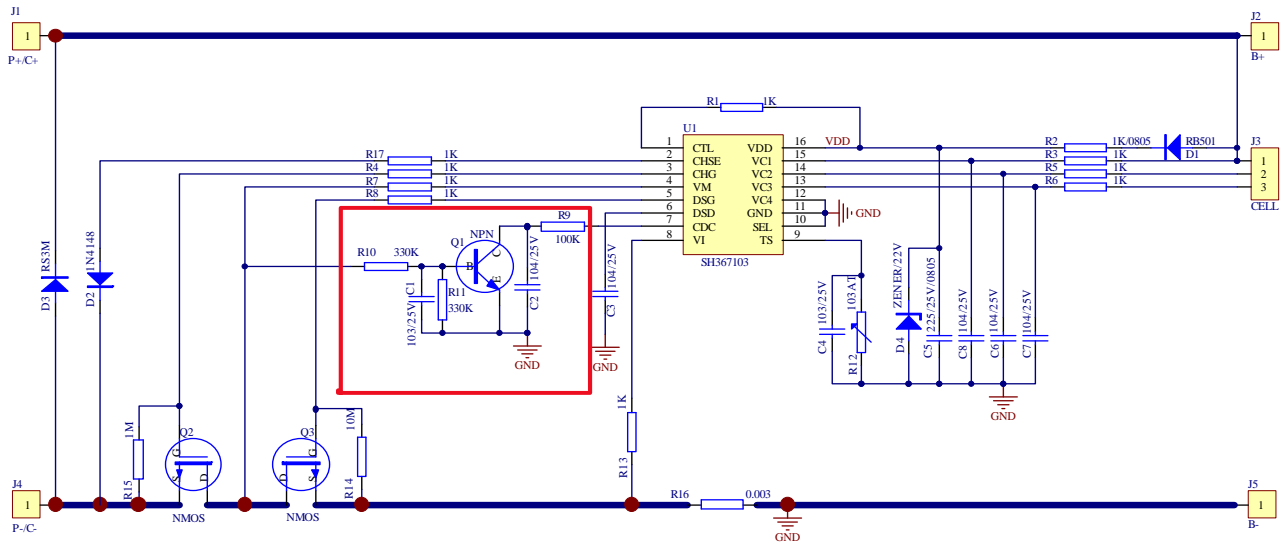 J1
1
P+/C+
J2
1
B+
R1 1K
U1
1 CTL VDD 16 VDD
2 CHSE VC1 15
3 CHG VC2 14
4 VM VC3 13
5 DSG VC4 12
6 DSD GND 11 GND
7 CDC SEL 10
8 VI TS 9
SH367103
R17 1K
R4 1K
R7 1K
R8 1K
R2 1K/0805 RB501
D1
R3 1K
R5 1K
R6 1K
J3
1
2
3
CELL
R9
100K
R10 330K
Q1 NPN
B
C
E
C1
103/25V
R11
330K
104/25V
C2
GND
104/25V
C3
GND
RS3M
D3
1N4148
D2
103/25V
C4
103AT
R12
ZENER/22V
D4
225/25V/0805
C5
104/25V
C8
104/25V
C6
104/25V
C7
GND
1M
R15
Q2
G
S
D
NMOS
Q3
G
D
S
NMOS
10M
R14
1K
R13
R16 0.003
GND
J4
1
P-/C-
J5
1
B-